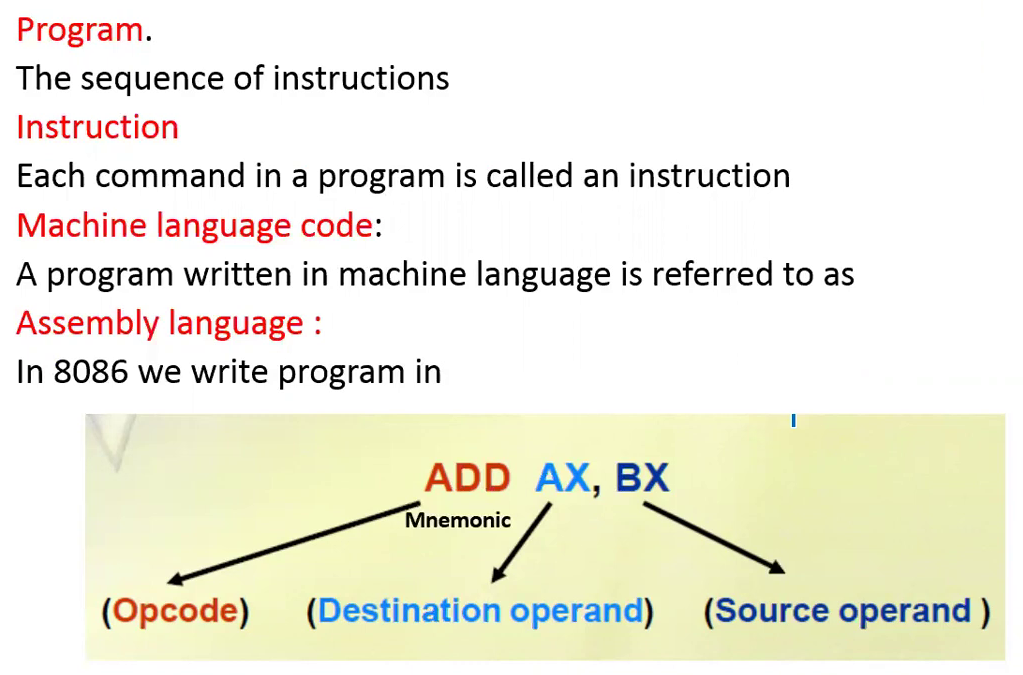 Program.
The sequence of instructions
Instruction
Each command in a program is called an instruction
Machine language code:
A program written in machine language is referred to as
Assembly language :
In 8086 we write program in
ADD AX, BX
Mnemonic
(Opcode) (Destination operand) (Source operand )